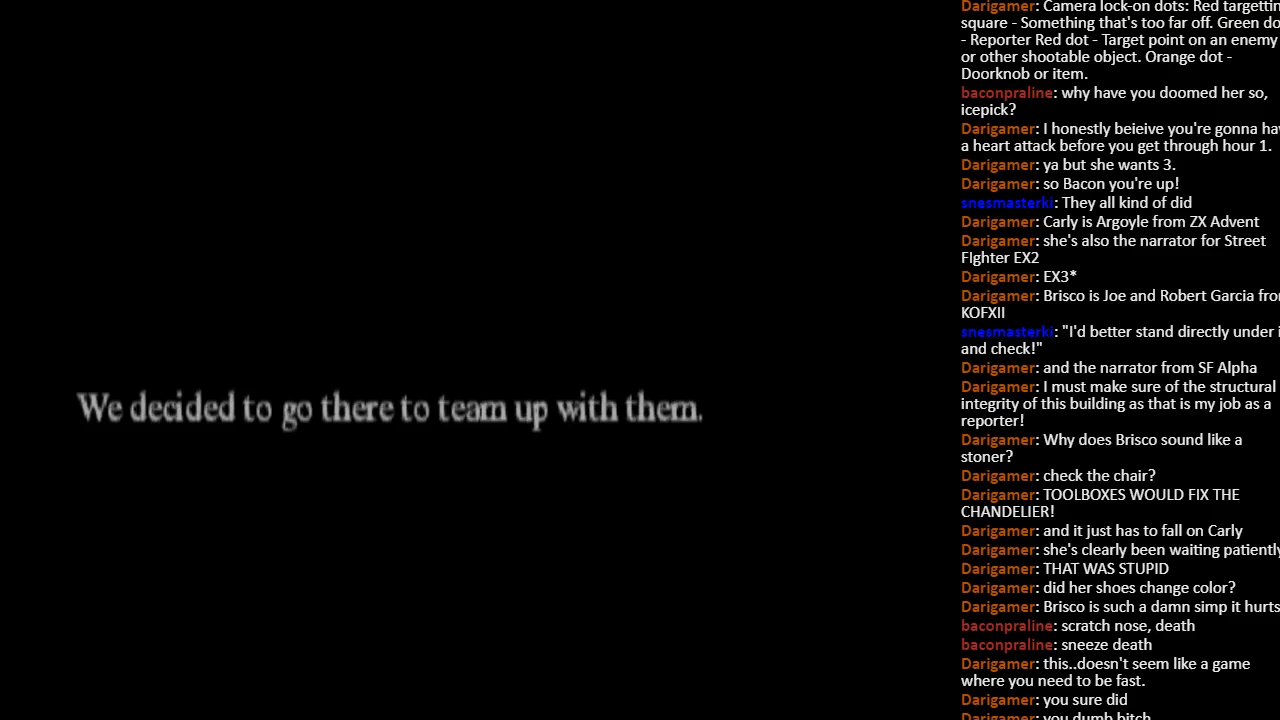 Darigamer: Camera lock-on dots: Red targettin
square - Something that's too far off. Green do
- Reporter Red dot - Target point on an enemy
or other shootable object. Orange dot -
Doorknob or item.
baconpraline: why have you doomed her so,
icepick?
Darigamer: I honestly beieive you're gonna hav
a heart attack before you get through hour 1.
Darigamer: ya but she wants 3.
Darigamer: so Bacon you're up!
snesmasterki: They all kind of did
Darigamer: Carly is Argoyle from ZX Advent
Darigamer: she's also the narrator for Street
FIghter EX2
Darigamer: EX3*
Darigamer: Brisco is Joe and Robert Garcia from
KOFXII
snesmasterki: "I'd better stand directly under i
and check!"
Darigamer: and the narrator from SF Alpha
Darigamer: I must make sure of the structural
integrity of this building as that is my job as a
reporter!
Darigamer: Why does Brisco sound like a
stoner?
Darigamer: check the chair?
Darigamer: TOOLBOXES WOULD FIX THE
CHANDELIER!
Darigamer: and it just has to fall on Carly
Darigamer: she's clearly been waiting patiently
Darigamer: THAT WAS STUPID
Darigamer: did her shoes change color?
Darigamer: Brisco is such a damn simp it hurts
baconpraline: scratch nose, death
baconpraline: sneeze death
Darigamer: this..doesn't seem like a game
where you need to be fast.
Darigamer: you sure did
Darigamer: you dumb bitch
We decided to go there to team up with them.